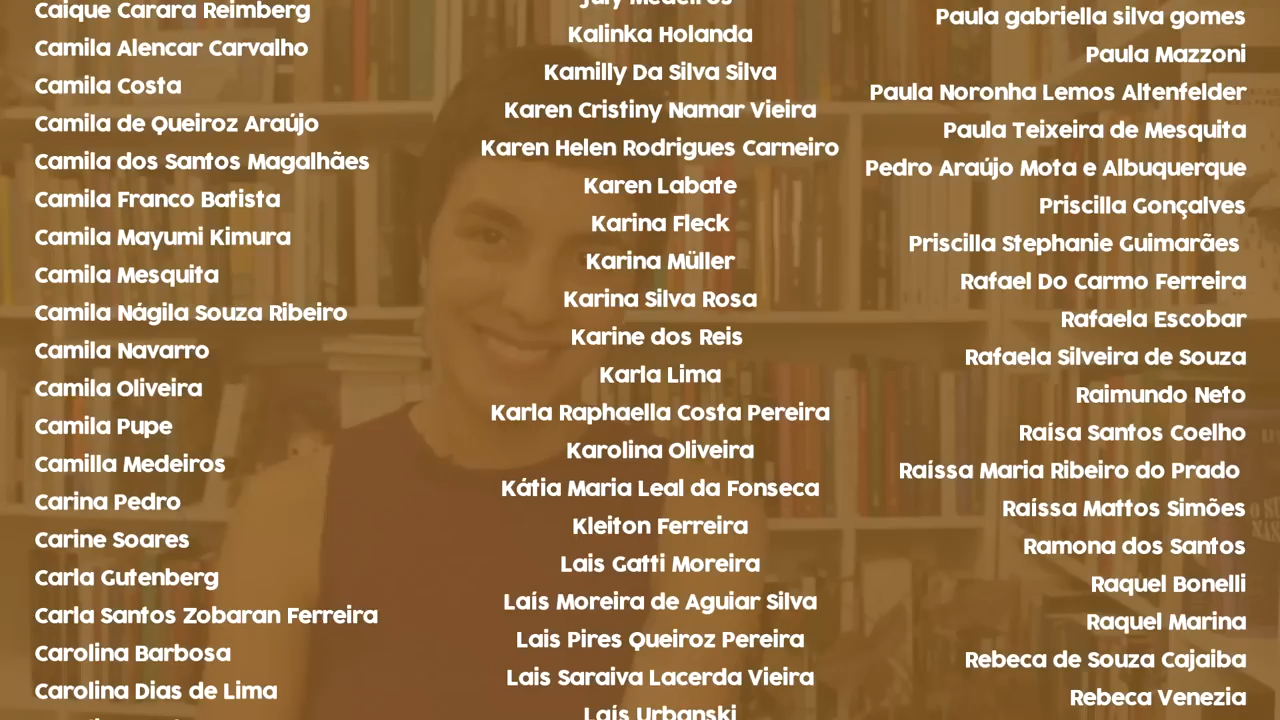 Caique Carara Reimberg
Camila Alencar Carvalho
Camila Costa
Camila de Queiroz Araújo
Camila dos Santos Magalhães
Camila Franco Batista
Camila Mayumi Kimura
Camila Mesquita
Camila Nágila Souza Ribeiro
Camila Navarro
Camila Oliveira
Camila Pupe
Camilla Medeiros
Carina Pedro
Carine Soares
Carla Gutenberg
Carla Santos Zobaran Ferreira
Carolina Barbosa
Carolina Dias de Lima
July Medeiros
Kalinka Holanda
Kamilly Da Silva Silva
Karen Cristiny Namar Vieira
Karen Helen Rodrigues Carneiro
Karen Labate
Karina Fleck
Karina Müller
Karina Silva Rosa
Karine dos Reis
Karla Lima
Karla Raphaella Costa Pereira
Karolina Oliveira
Kátia Maria Leal da Fonseca
Kleiton Ferreira
Lais Gatti Moreira
Laís Moreira de Aguiar Silva
Lais Pires Queiroz Pereira
Lais Saraiva Lacerda Vieira
Laís Urbanski
Paula gabriella silva gomes
Paula Mazzoni
Paula Noronha Lemos Altenfelder
Paula Teixeira de Mesquita
Pedro Araújo Mota e Albuquerque
Priscilla Gonçalves
Priscilla Stephanie Guimarães
Rafael Do Carmo Ferreira
Rafaela Escobar
Rafaela Silveira de Souza
Raimundo Neto
Raísa Santos Coelho
Raíssa Maria Ribeiro do Prado
Raíssa Mattos Simões
Ramona dos Santos
Raquel Bonelli
Raquel Marina
Rebeca de Souza Cajaiba
Rebeca Venezia